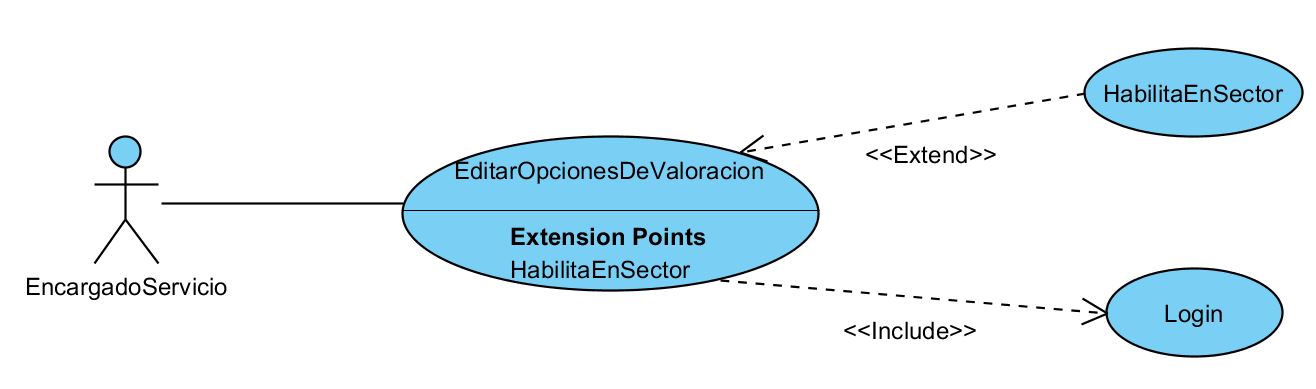 HabilitaEnSector
<<Extend>>
EditarOpcionesDeValoracion
Extension Points
HabilitaEnSector
EncargadoServicio
Login
<<Include>>